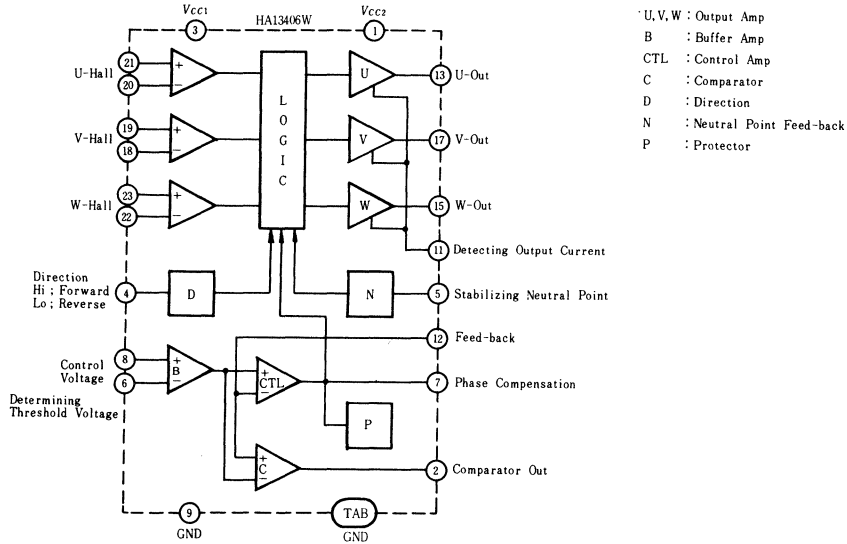 VCC1 HA13406W VCC2
3 1
U, V, W : Output Amp
B : Buffer Amp
CTL : Control Amp
C : Comparator
D : Direction
N : Neutral Point Feed-back
P : Protector
U-Hall 21 + U 13 U-Out
20 −
V-Hall 19 + V 17 V-Out
18 −
W-Hall 23 + W 15 W-Out
22 −
LOGIC
11 Detecting Output Current
Direction
Hi ; Forward
Lo ; Reverse
4 D N 5 Stabilizing Neutral Point
12 Feed-back
Control
Voltage
8 + B
6 −
+ CTL −
7 Phase Compensation
Determining
Threshold Voltage
P
+ C −
2 Comparator Out
9 TAB
GND GND